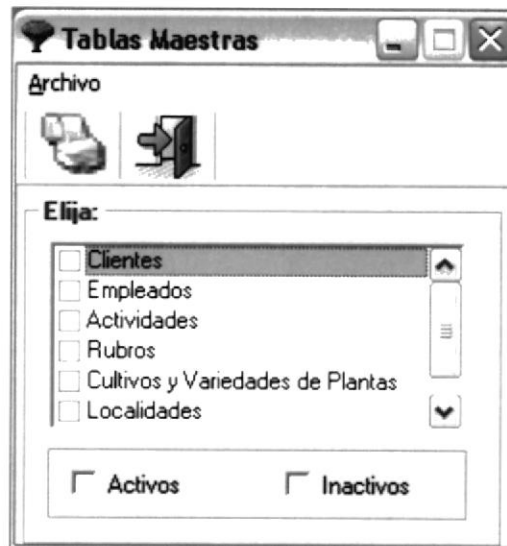 Tablas Maestras
Archivo
Elija:
Clientes
Empleados
Actividades
Rubros
Cultivos y Variedades de Plantas
Localidades
Activos Inactivos